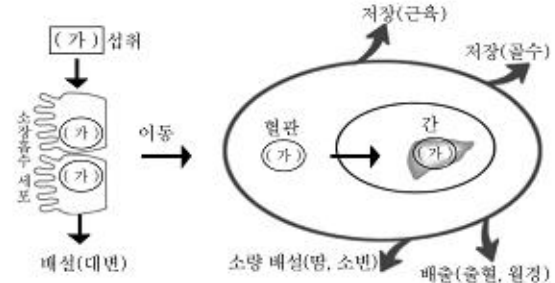 (가) 섭취
소장흡수 세포
(가)
(가)
배설(대변)
이동
저장(근육)
저장(골수)
혈관
(가)
간
(가)
소량 배설(땀, 소변)
배출(출혈, 월경)